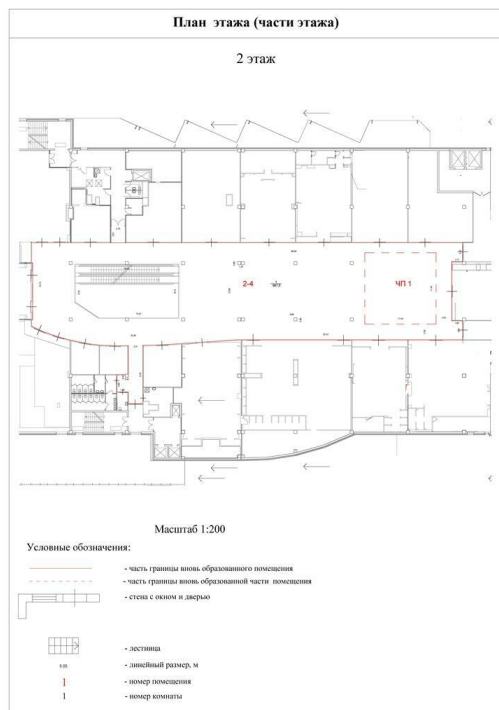 План этажа (части этажа)
2 этаж
2-4
ЧП 1
Масштаб 1:200
Условные обозначения:
- часть границы вновь образованного помещения
- часть границы вновь образованной части помещения
- стена с окном и дверью
- лестница
- линейный размер, м
1 - номер помещения
1 - номер комнаты